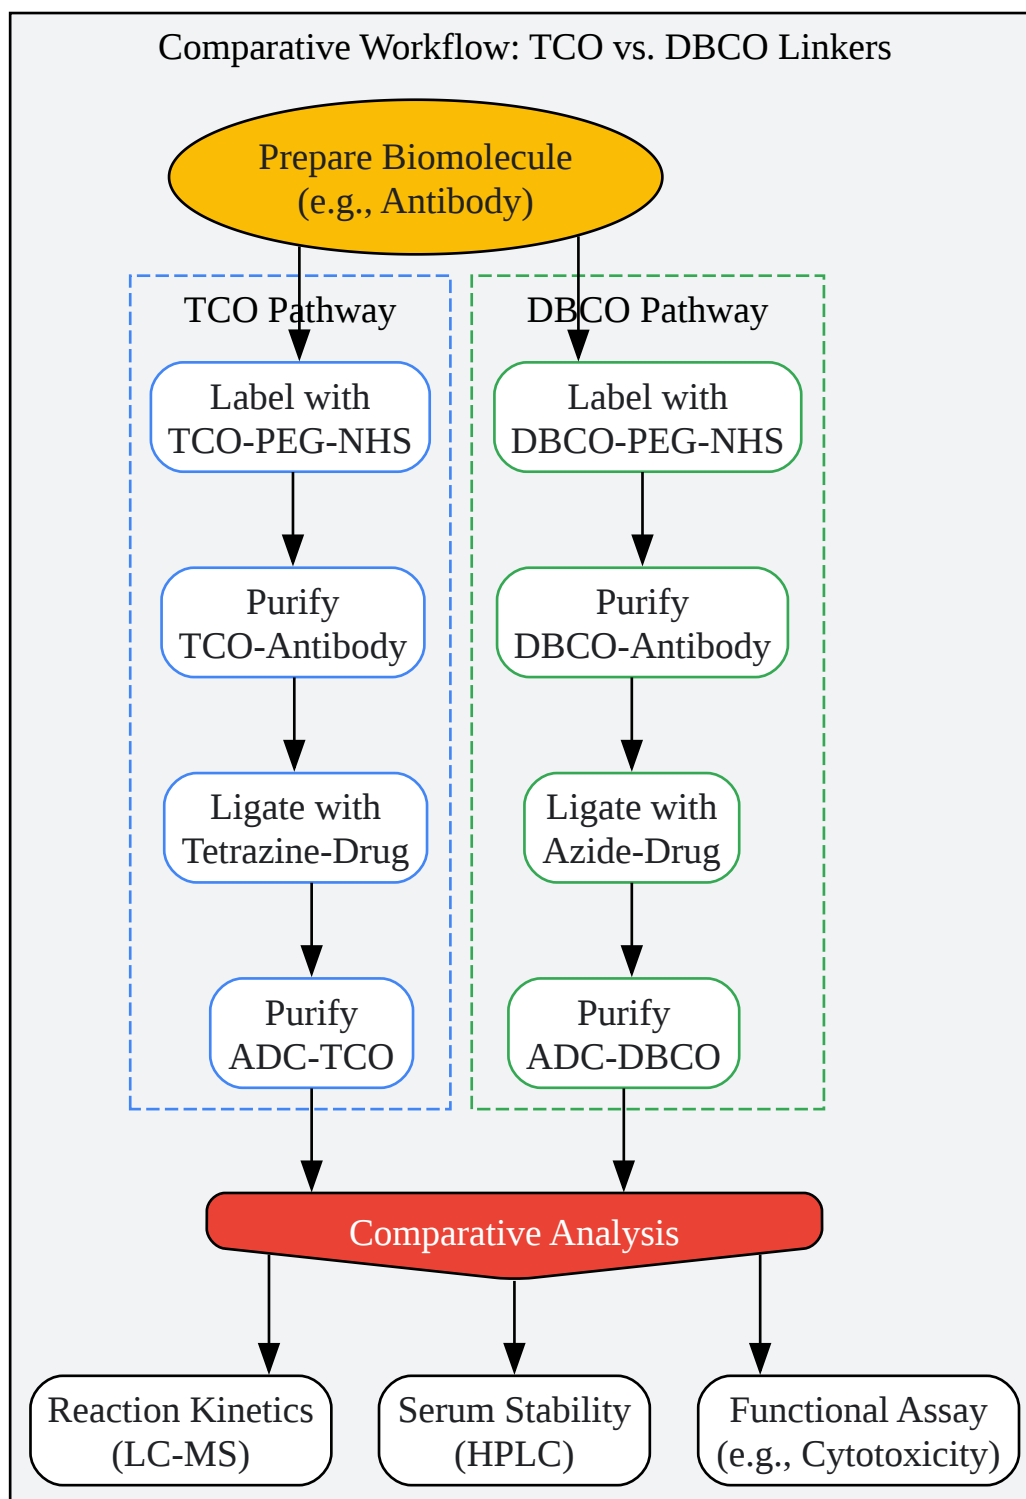 Comparative Workflow: TCO vs. DBCO Linkers
Prepare Biomolecule
(e.g., Antibody)
TCO Pathway
Label with
TCO-PEG-NHS
Purify
TCO-Antibody
Ligate with
Tetrazine-Drug
Purify
ADC-TCO
DBCO Pathway
Label with
DBCO-PEG-NHS
Purify
DBCO-Antibody
Ligate with
Azide-Drug
Purify
ADC-DBCO
Comparative Analysis
Reaction Kinetics
(LC-MS)
Serum Stability
(HPLC)
Functional Assay
(e.g., Cytotoxicity)